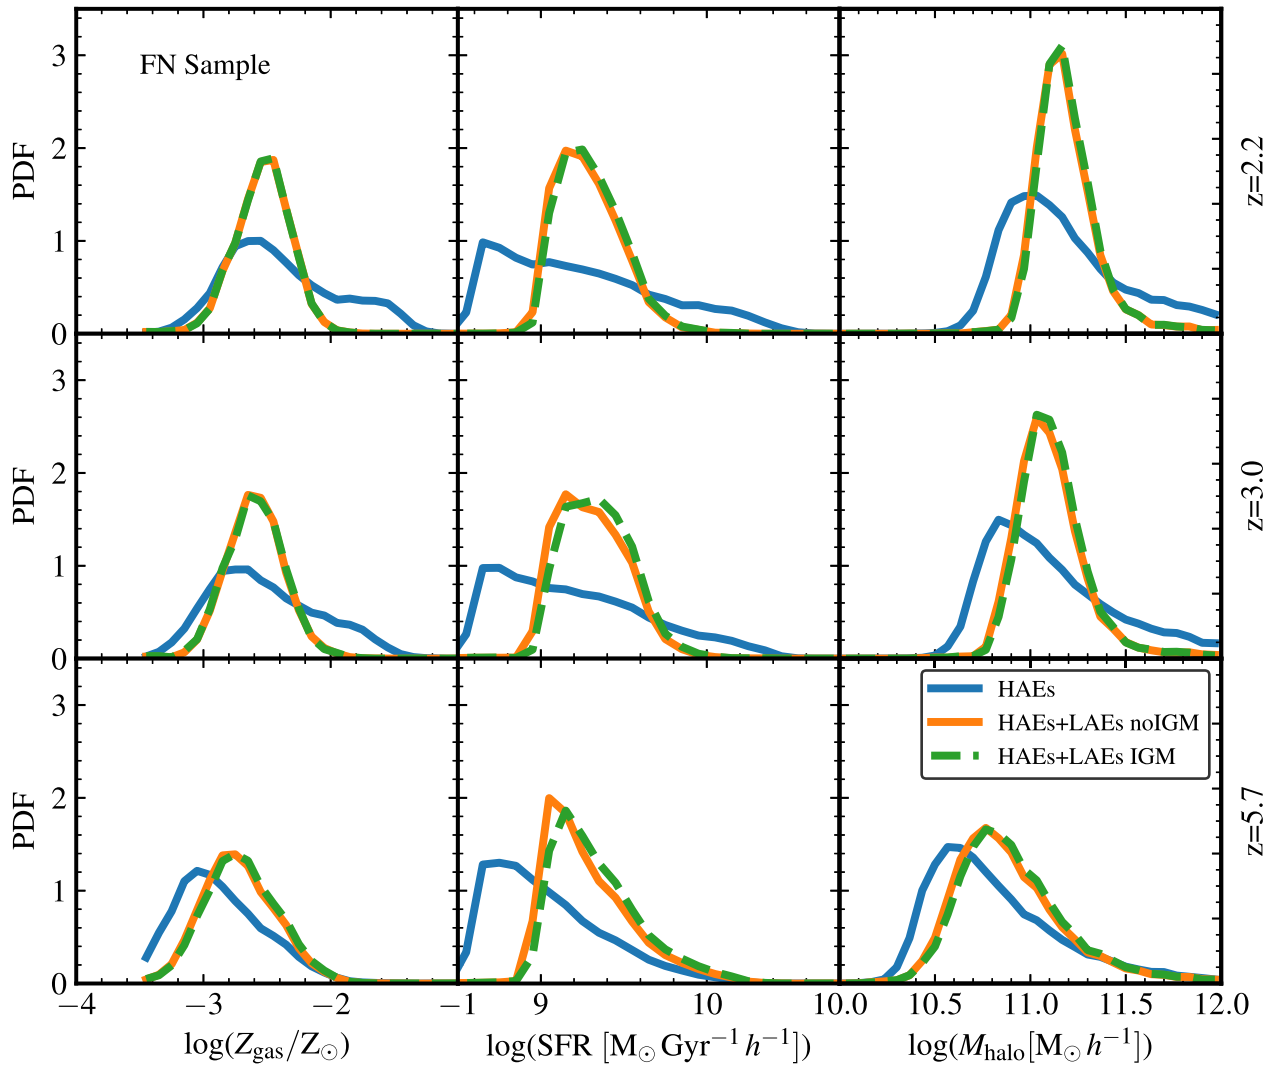 FN Sample
PDF
3
2
1
0
z=2.2
PDF
3
2
1
0
z=3.0
HAEs
HAEs+LAEs noIGM
HAEs+LAEs IGM
PDF
3
2
1
0
z=5.7
−4 −3 −2 −1 9 10 10.0 10.5 11.0 11.5 12.0
log(Z_gas/Z_⊙) log(SFR [M_⊙ Gyr⁻¹ h⁻¹]) log(M_halo[M_⊙ h⁻¹])